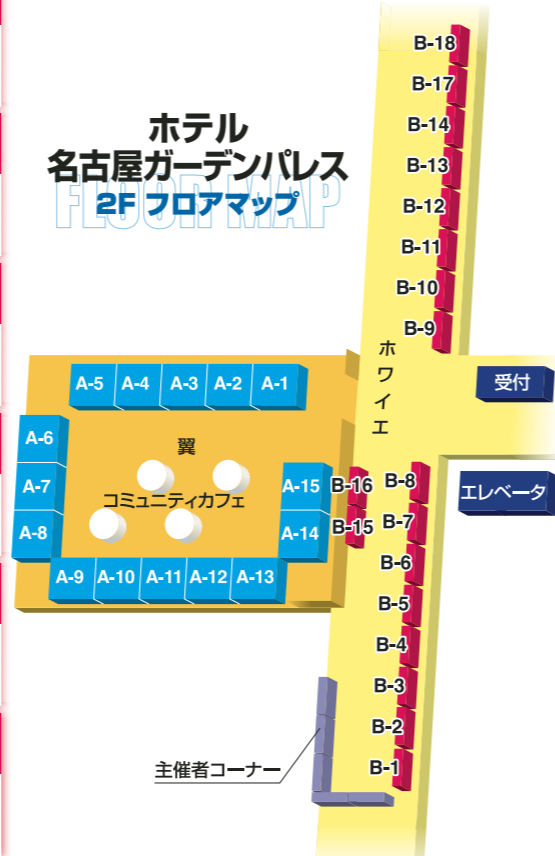 ホテル
名古屋ガーデンパレス
FLOOR MAP
2F フロアマップ
B-18
B-17
B-14
B-13
B-12
B-11
B-10
B-9
ホワイエ
受付
A-5 A-4 A-3 A-2 A-1
A-6
A-7
A-8
翼
コミュニティカフェ
A-15
A-14
A-9 A-10 A-11 A-12 A-13
B-16
B-15
エレベータ
B-8
B-7
B-6
B-5
B-4
B-3
B-2
B-1
主催者コーナー